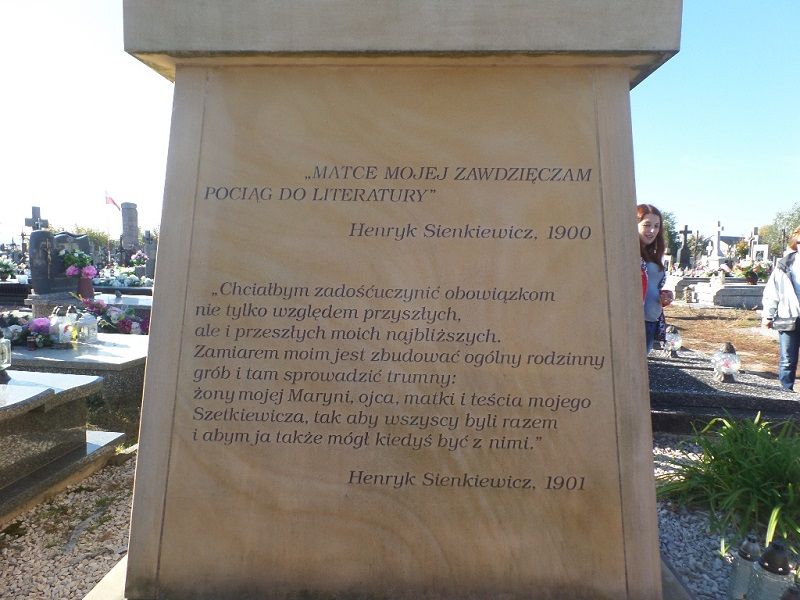 „MATCE MOJEJ ZAWDZIĘCZAM
POCIĄG DO LITERATURY”
Henryk Sienkiewicz, 1900
„Chciałbym zadośćuczynić obowiązkom
nie tylko względem przyszłych,
ale i przeszłych moich najbliższych.
Zamiarem moim jest zbudować ogólny rodzinny
grób i tam sprowadzić trumny:
żony mojej Maryni, ojca, matki i teścia mojego
Szetkiewicza, tak aby wszyscy byli razem
i abym ja także mógł kiedyś być z nimi.”
Henryk Sienkiewicz, 1901